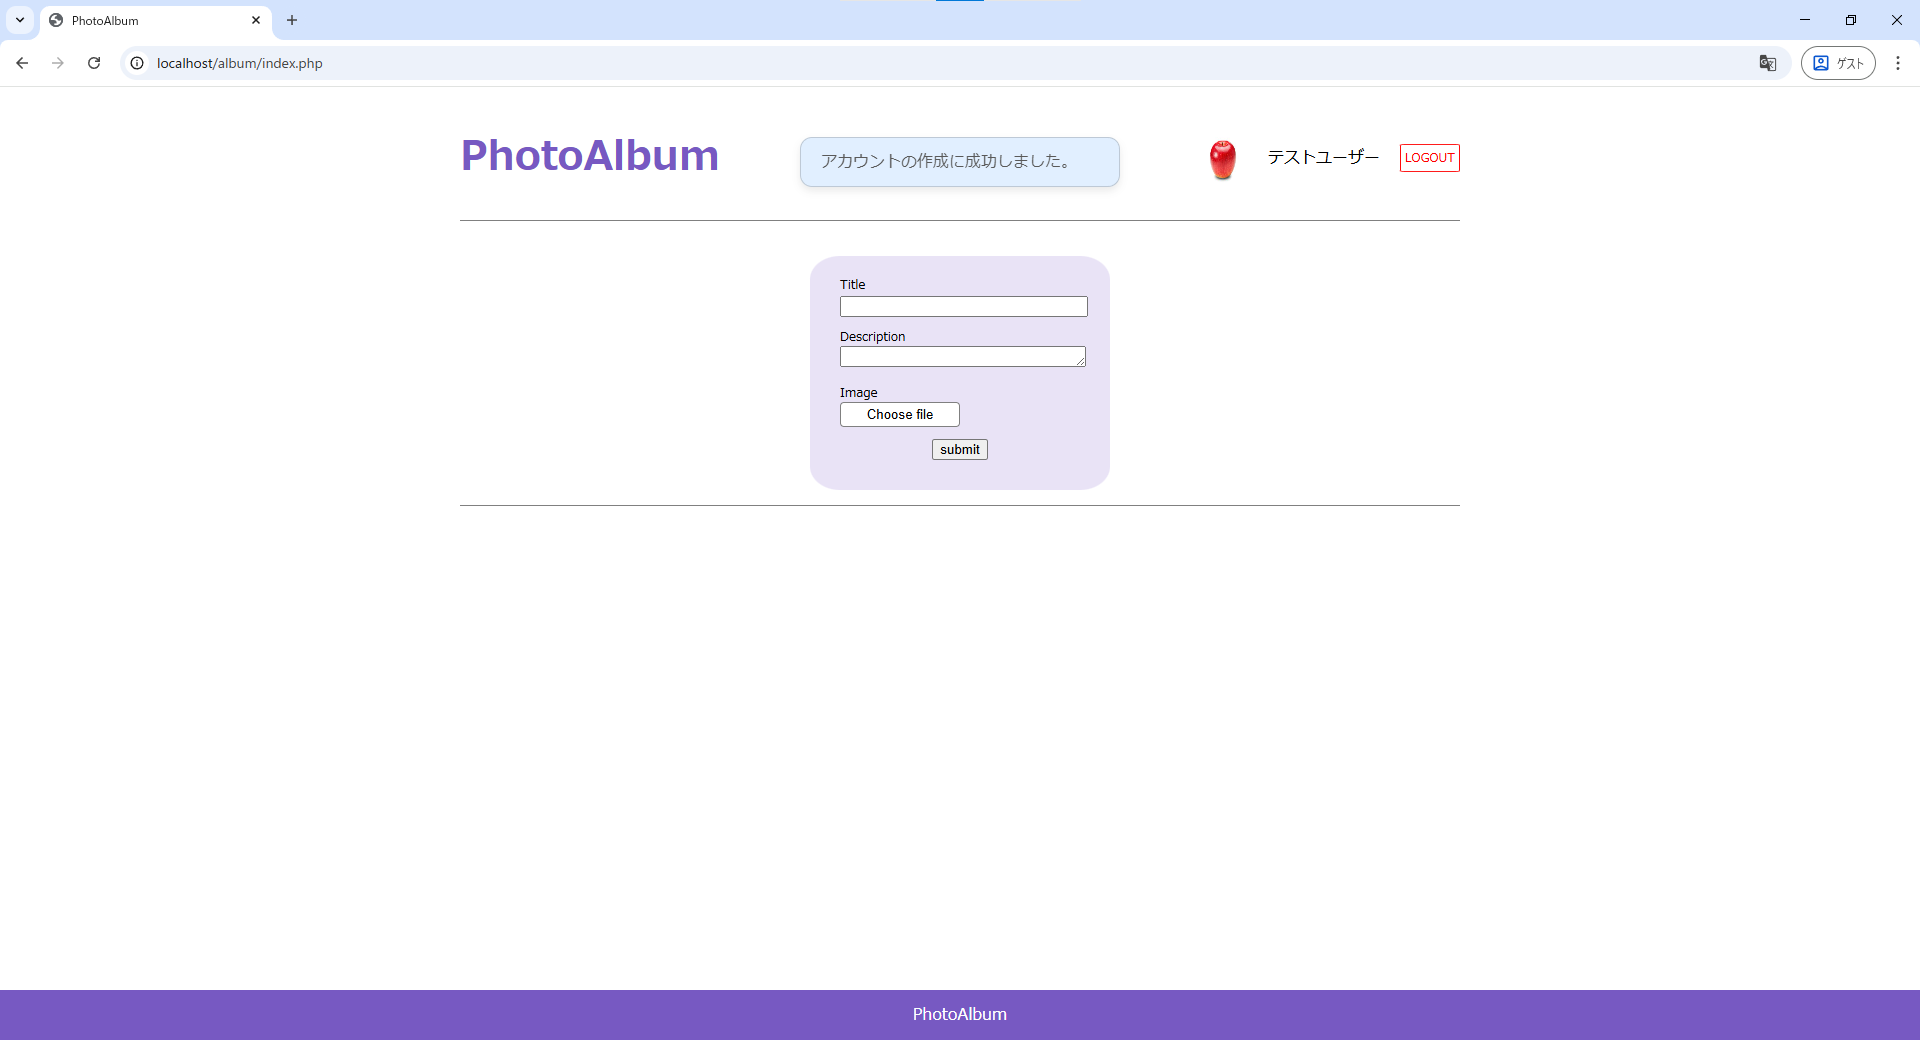 PhotoAlbum
localhost/album/index.php
ゲスト
PhotoAlbum
アカウントの作成に成功しました。
テストユーザー
LOGOUT
Title
Description
Image
Choose file
submit
PhotoAlbum